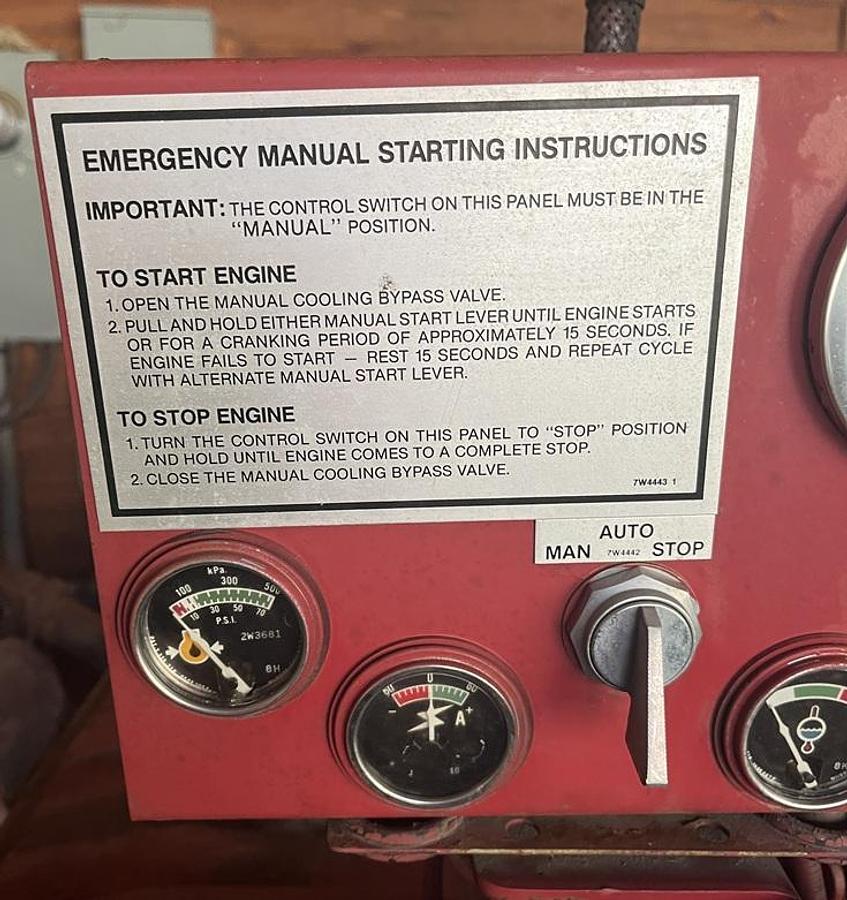 EMERGENCY MANUAL STARTING INSTRUCTIONS
IMPORTANT: THE CONTROL SWITCH ON THIS PANEL MUST BE IN THE
“MANUAL” POSITION.
TO START ENGINE
1. OPEN THE MANUAL COOLING BYPASS VALVE.
2. PULL AND HOLD EITHER MANUAL START LEVER UNTIL ENGINE STARTS
OR FOR A CRANKING PERIOD OF APPROXIMATELY 15 SECONDS. IF
ENGINE FAILS TO START — REST 15 SECONDS AND REPEAT CYCLE
WITH ALTERNATE MANUAL START LEVER.
TO STOP ENGINE
1. TURN THE CONTROL SWITCH ON THIS PANEL TO “STOP” POSITION
AND HOLD UNTIL ENGINE COMES TO A COMPLETE STOP.
2. CLOSE THE MANUAL COOLING BYPASS VALVE.
7W4443 1
AUTO
MAN 7W4442 STOP
kPa
100 300
10 30 50 70
P.S.I.
2W3681
8H
- A+